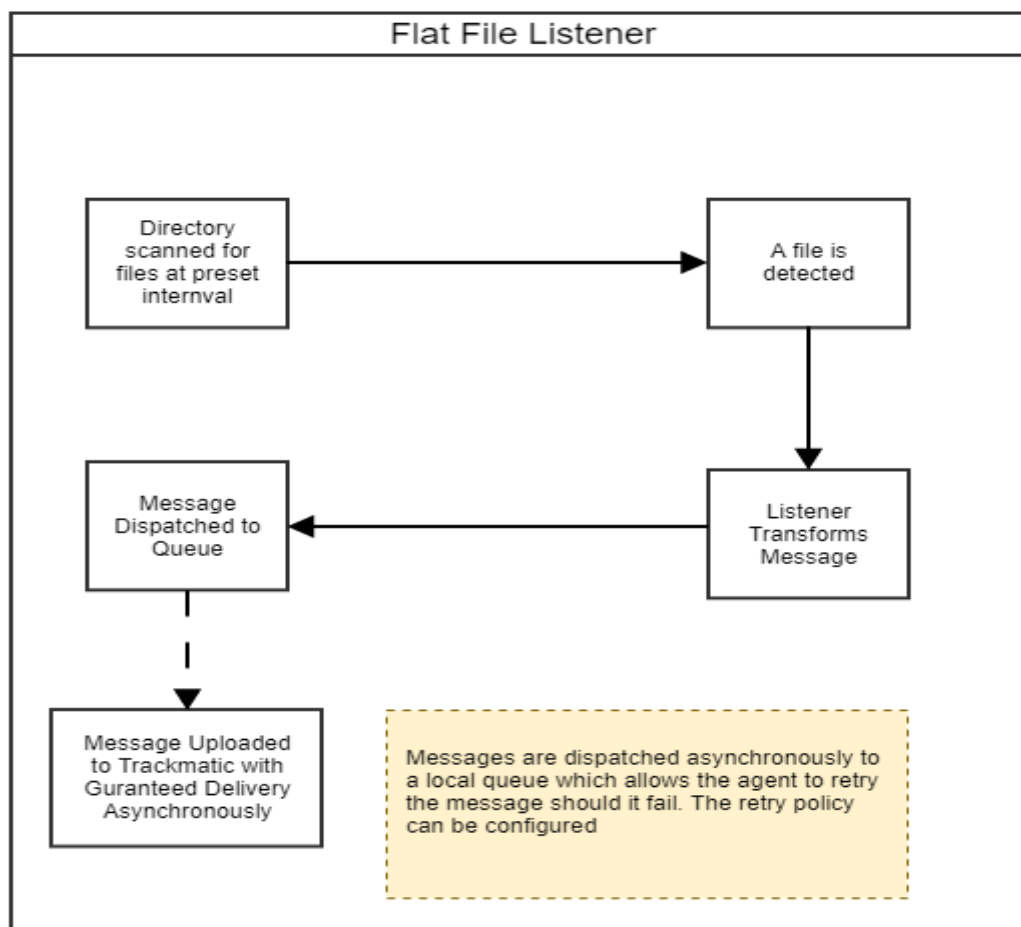 Flat File Listener
Directory
scanned for
files at preset
internval
A file is
detected
Listener
Transforms
Message
Message
Dispatched to
Queue
Message Uploaded
to Trackmatic with
Guranteed Delivery
Asynchronously
Messages are dispatched asynchronously to
a local queue which allows the agent to retry
the message should it fail. The retry policy
can be configured